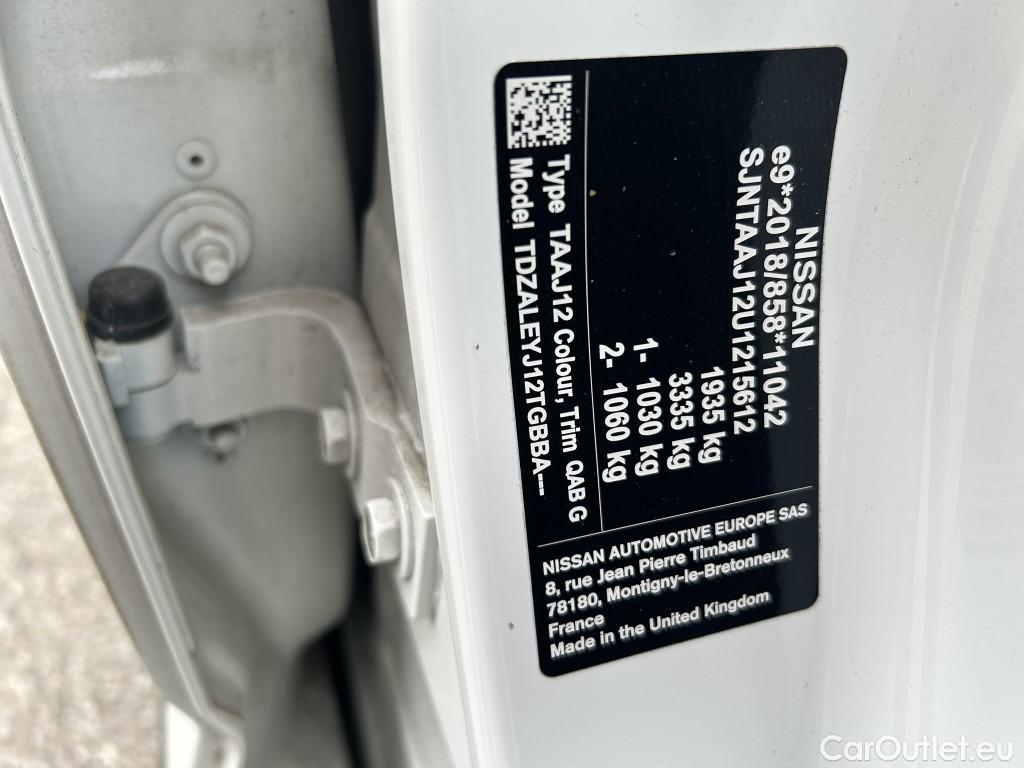 NISSAN
e9*2018/858*11042
SJNTAAJ12U1215612
1935 kg
3335 kg
1- 1030 kg
2- 1060 kg
Type TAAJ12 Colour, Trim QAB G
Model TDZALEYJ12TGBBA---
NISSAN AUTOMOTIVE EUROPE SAS
8, rue Jean Pierre Timbaud
78180, Montigny-le-Bretonneux
France
Made in the United Kingdom
CarOutlet.eu